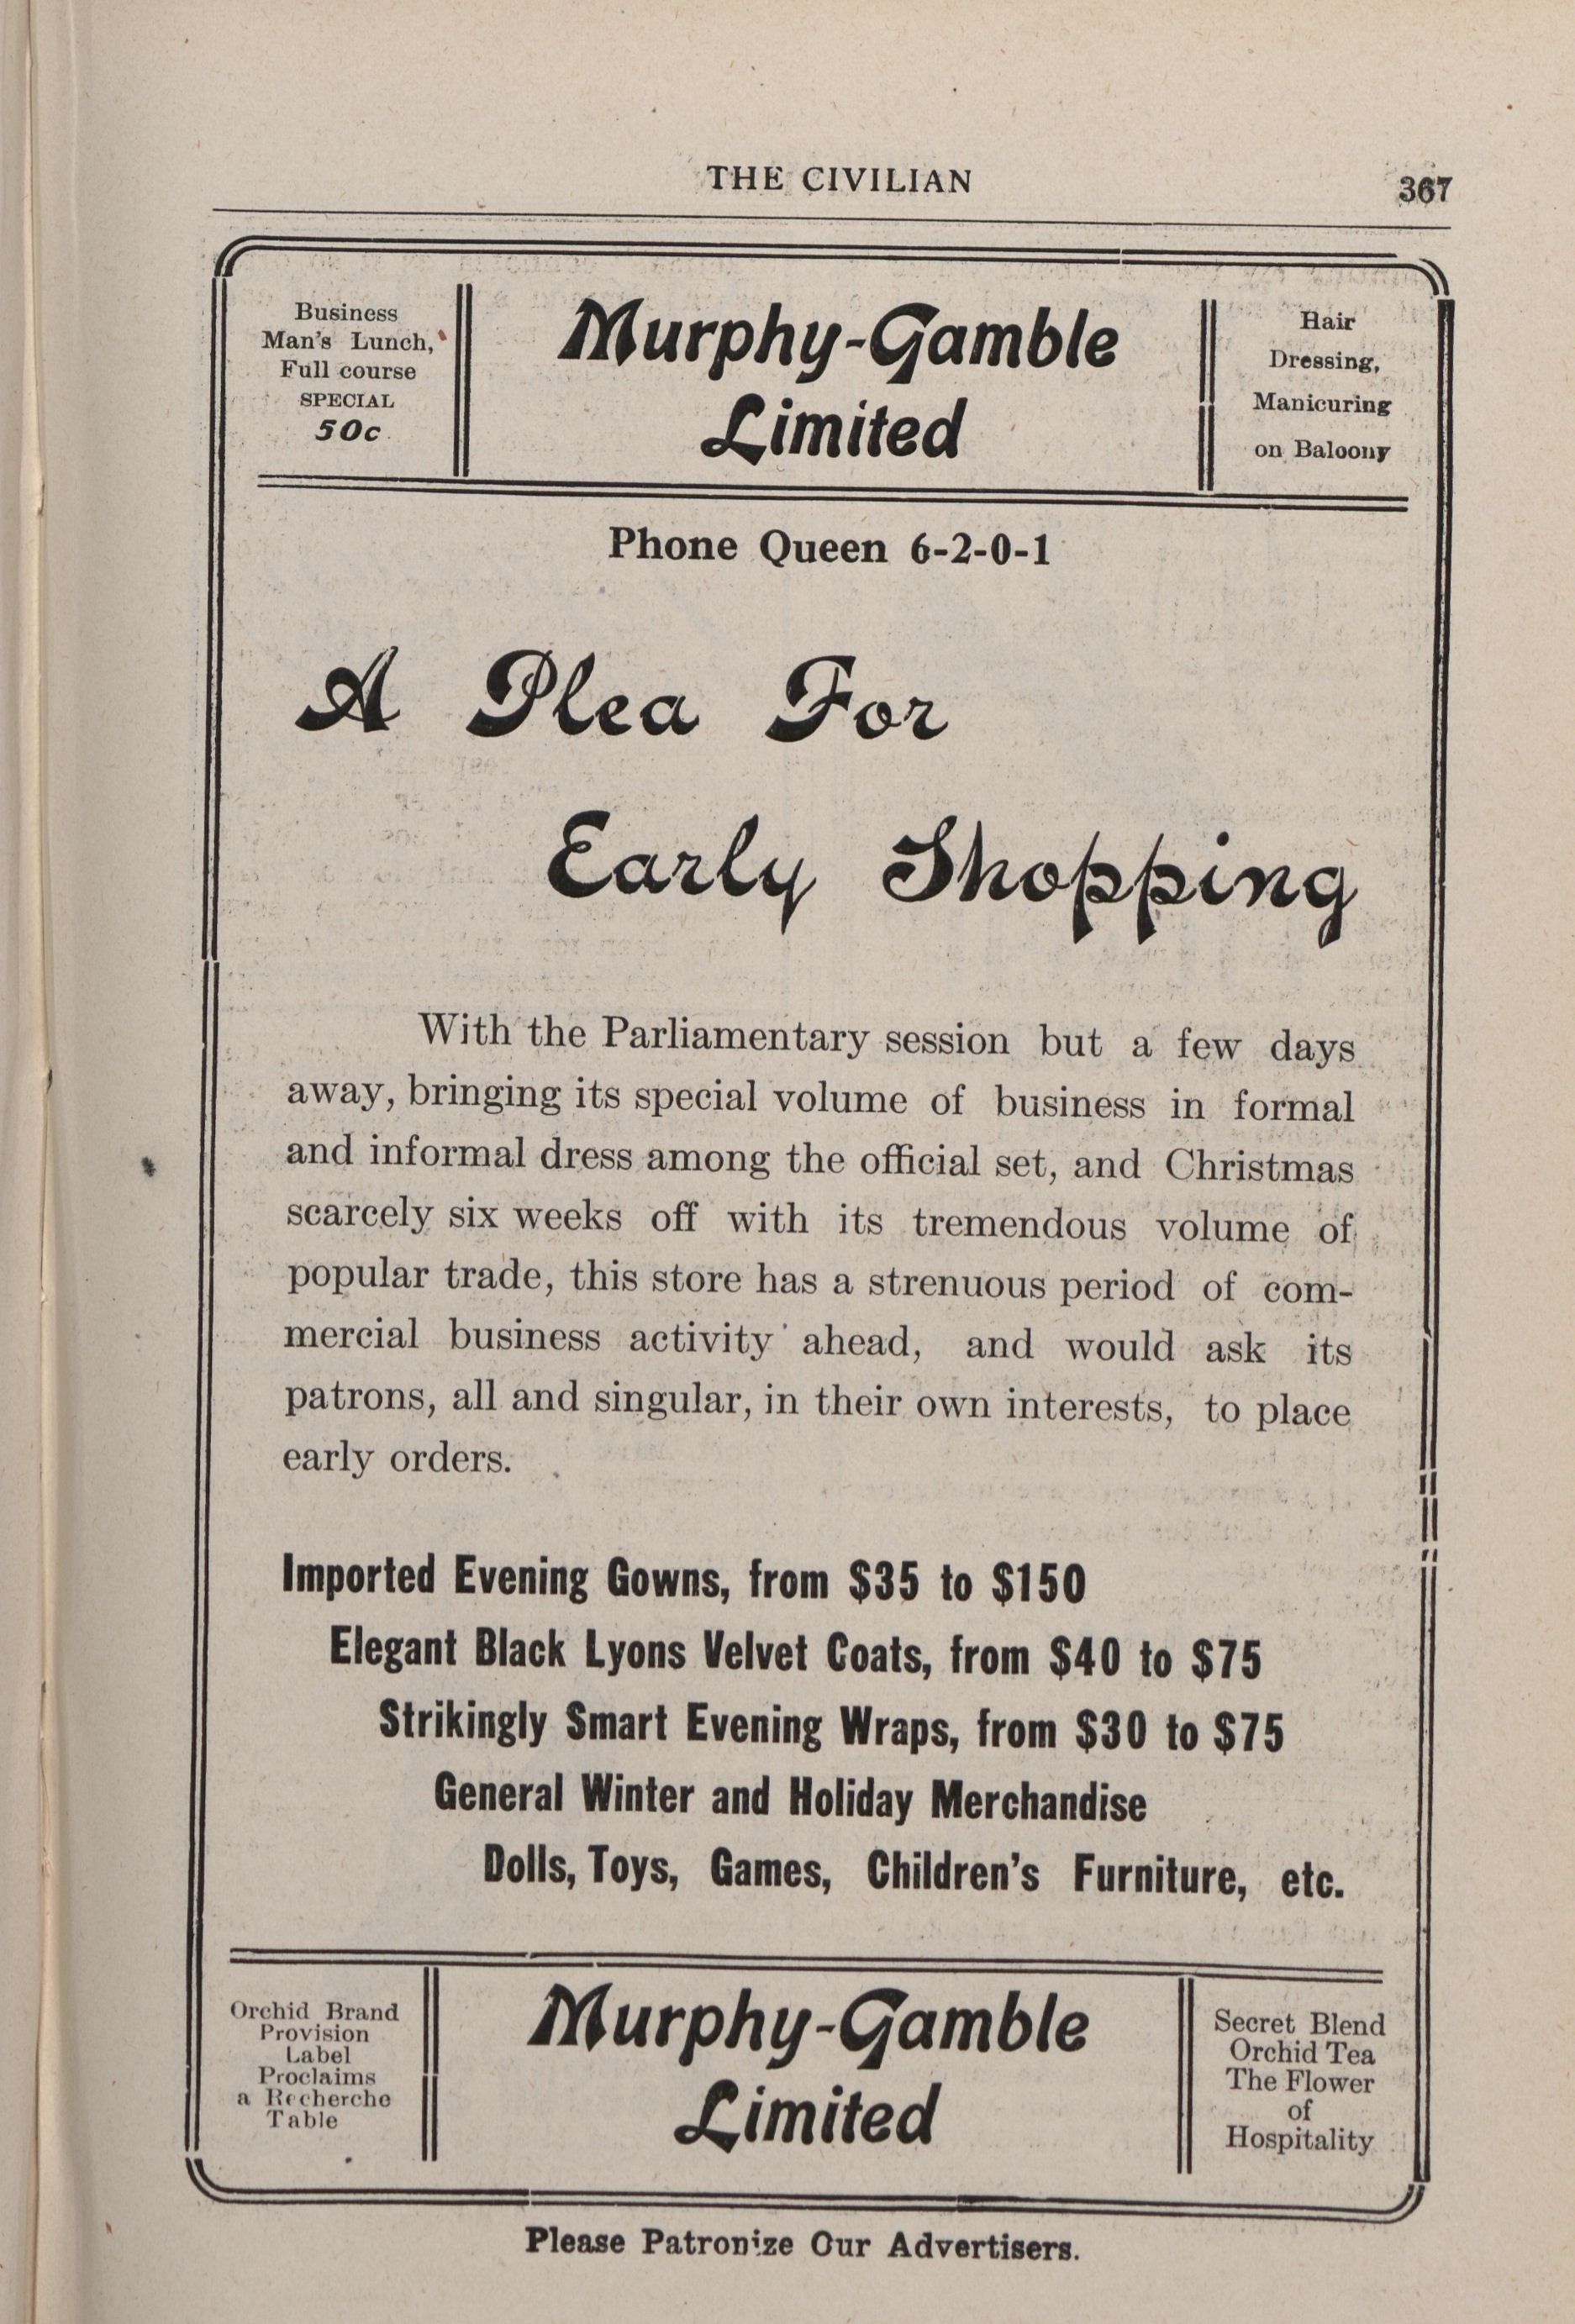 THE CIVILIAN
367
Business
Man's Lunch,
Full course
SPECIAL
50c
Murphy-Gamble
Limited
Hair
Dressing,
Manicuring
on Baloony
Phone Queen 6-2-0-1
A Plea For
Early Shopping
With the Parliamentary session but a few days
away, bringing its special volume of business in formal
and informal dress among the official set, and Christmas
scarcely six weeks off with its tremendous volume of
popular trade, this store has a strenuous period of com-
mercial business activity ahead, and would ask its
patrons, all and singular, in their own interests, to place
early orders.
Imported Evening Gowns, from $35 to $150
Elegant Black Lyons Velvet Coats, from $40 to $75
Strikingly Smart Evening Wraps, from $30 to $75
General Winter and Holiday Merchandise
Dolls, Toys, Games, Children's Furniture, etc.
Orchid Brand
Provision
Label
Proclaims
a Recherche
Table
Murphy-Gamble
Limited
Secret Blend
Orchid Tea
The Flower
of
Hospitality
Please Patronize Our Advertisers.